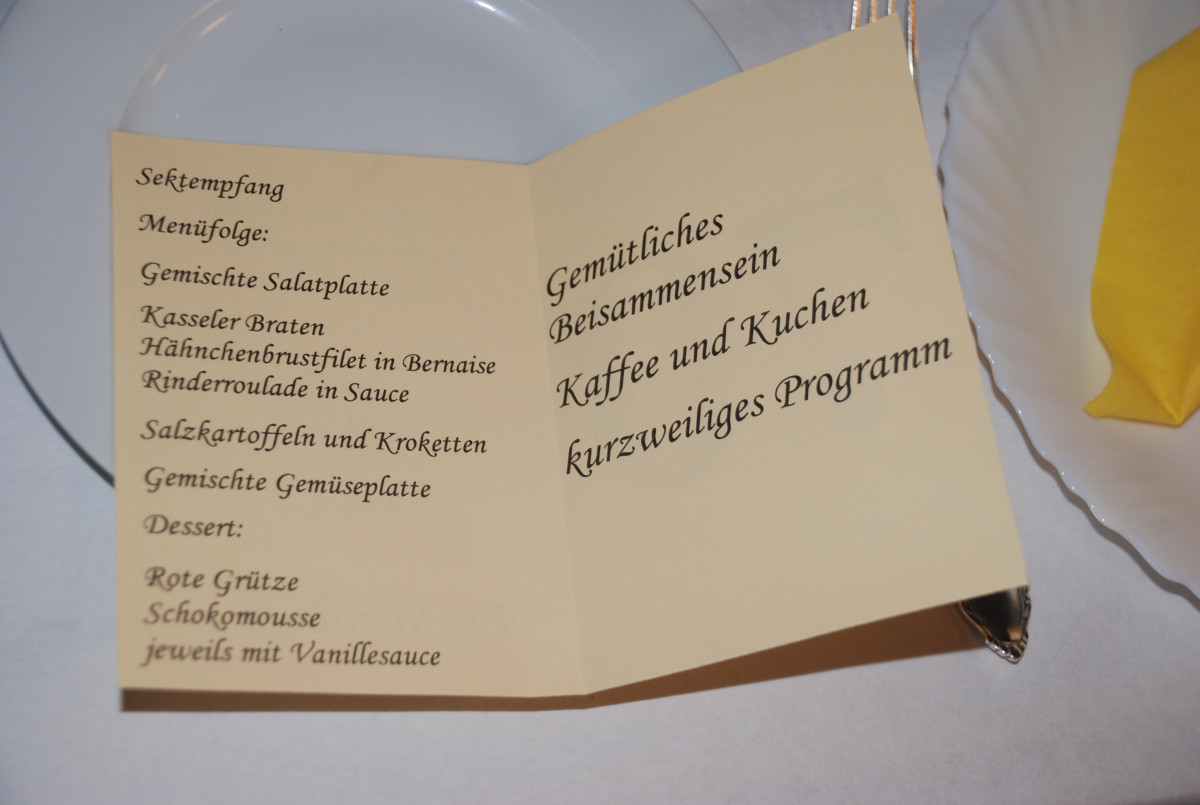 Sektempfang
Menüfolge:
Gemischte Salatplatte
Kasseler Braten
Hähnchenbrustfilet in Bernaise
Rinderroulade in Sauce
Salzkartoffeln und Kroketten
Gemischte Gemüseplatte
Dessert:
Rote Grütze
Schokomousse
jeweils mit Vanillesauce
Gemütliches
Beisammensein
Kaffee und Kuchen
kurzweiliges Programm